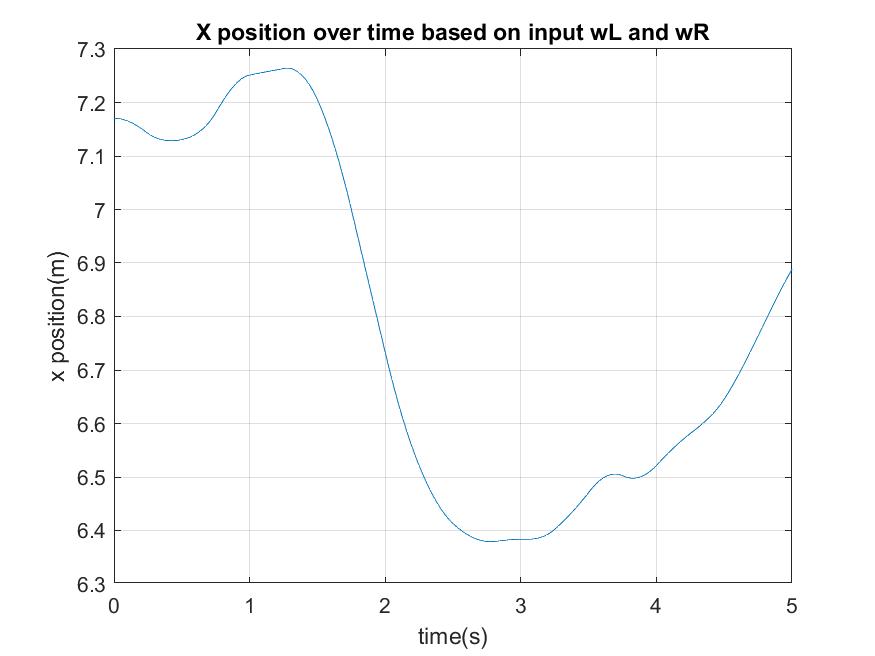 X position over time based on input wL and wR
7.3
7.2
7.1
7
6.9
6.8
6.7
6.6
6.5
6.4
6.3
x position(m)
0 1 2 3 4 5
time(s)